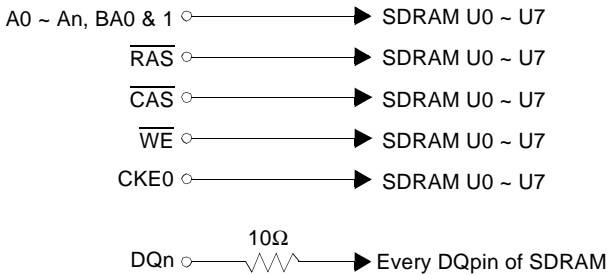 A0 ~ An, BA0 & 1 SDRAM U0 ~ U7
RAS SDRAM U0 ~ U7
CAS SDRAM U0 ~ U7
WE SDRAM U0 ~ U7
CKE0 SDRAM U0 ~ U7
10Ω
DQn Every DQpin of SDRAM